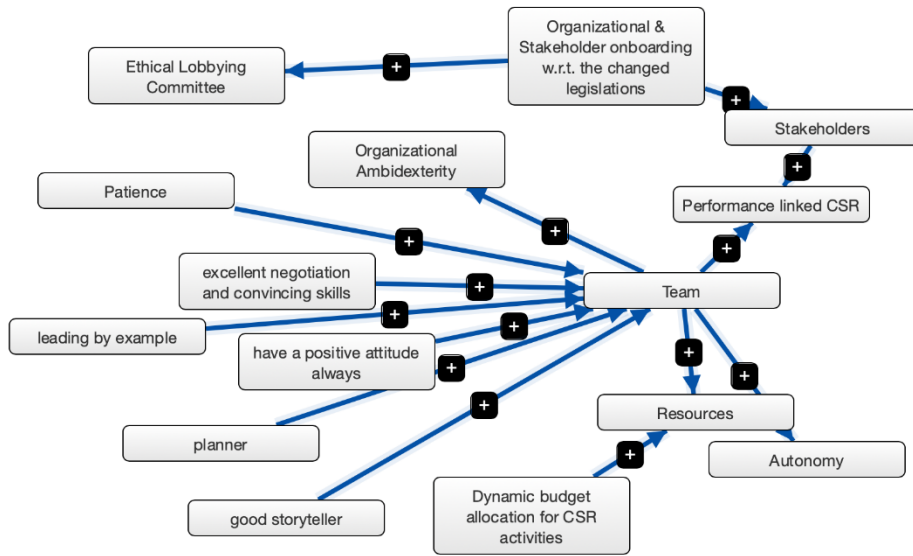 Organizational &
Stakeholder onboarding
w.r.t. the changed
legislations
+
Ethical Lobbying
Committee
+
Stakeholders
Organizational
Ambidexterity
+
Patience
Performance linked CSR
+
+
+
excellent negotiation
and convincing skills
+
Team
leading by example
+
+
have a positive attitude
always
+
+
+
+
Resources
planner
Autonomy
+
good storyteller
Dynamic budget
allocation for CSR
activities